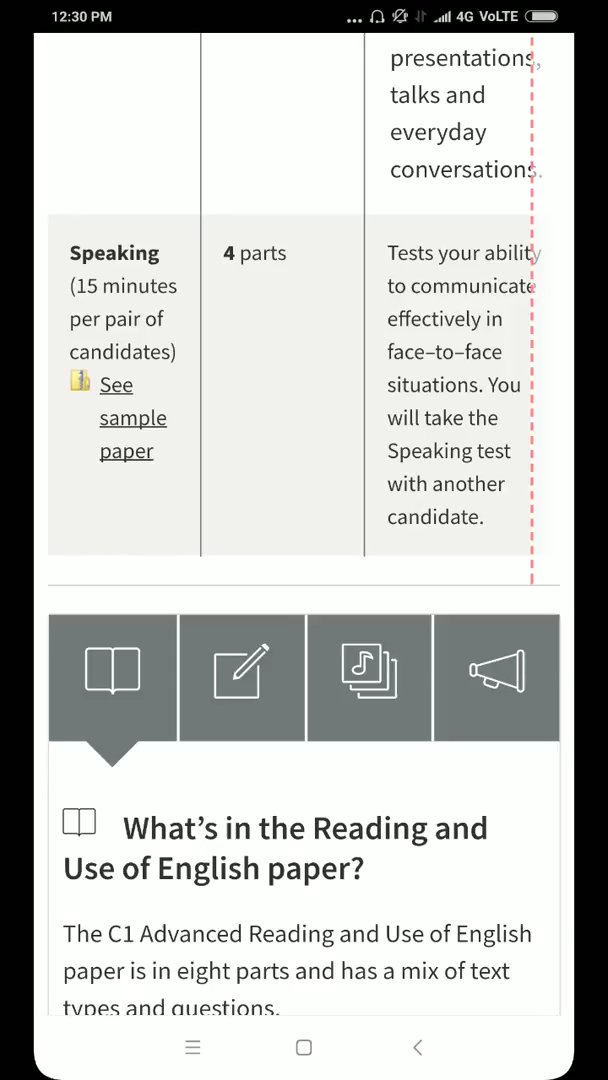 12:30 PM
... 4G VoLTE
presentations,
talks and
everyday
conversations.
Speaking
(15 minutes
per pair of
candidates)
See
sample
paper
4 parts
Tests your ability
to communicate
effectively in
face–to–face
situations. You
will take the
Speaking test
with another
candidate.
What’s in the Reading and
Use of English paper?
The C1 Advanced Reading and Use of English
paper is in eight parts and has a mix of text
types and questions.